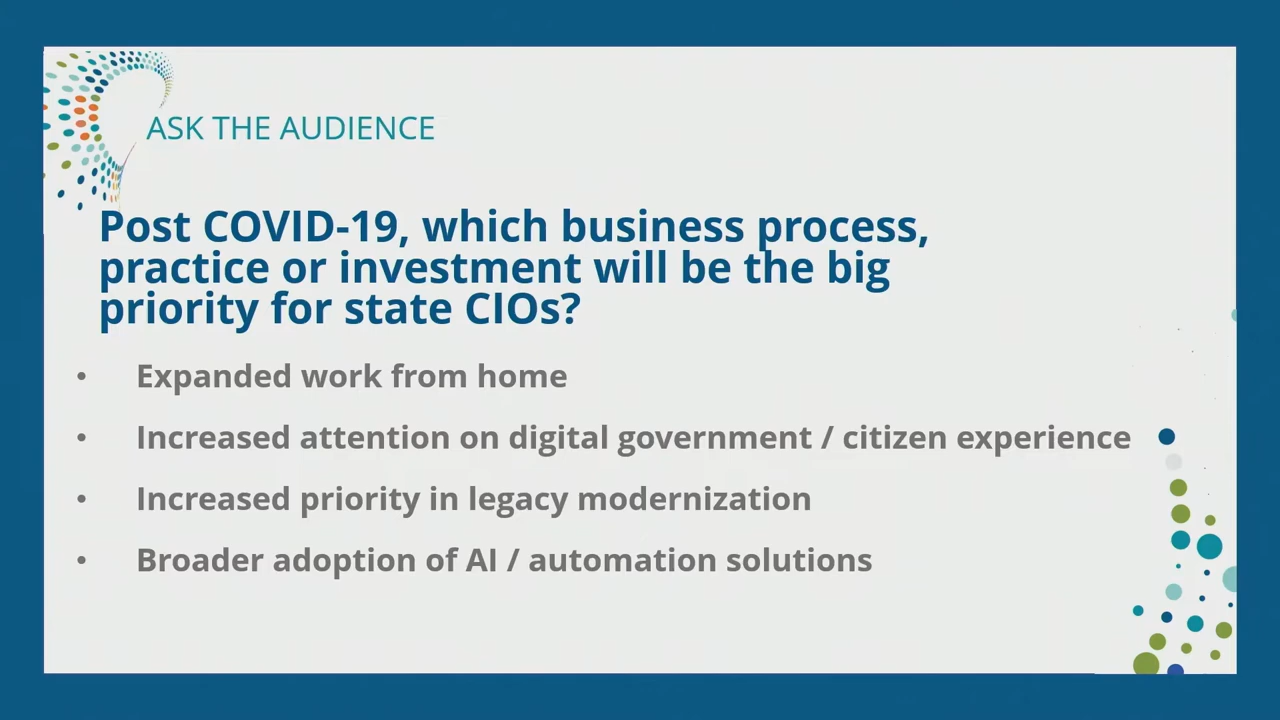 ASK THE AUDIENCE
Post COVID-19, which business process,
practice or investment will be the big
priority for state CIOs?
• Expanded work from home
• Increased attention on digital government / citizen experience
• Increased priority in legacy modernization
• Broader adoption of AI / automation solutions